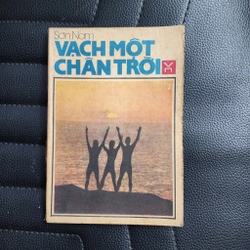 Sơn Nam
VẠCH MỘT
CHÂN TRỜI